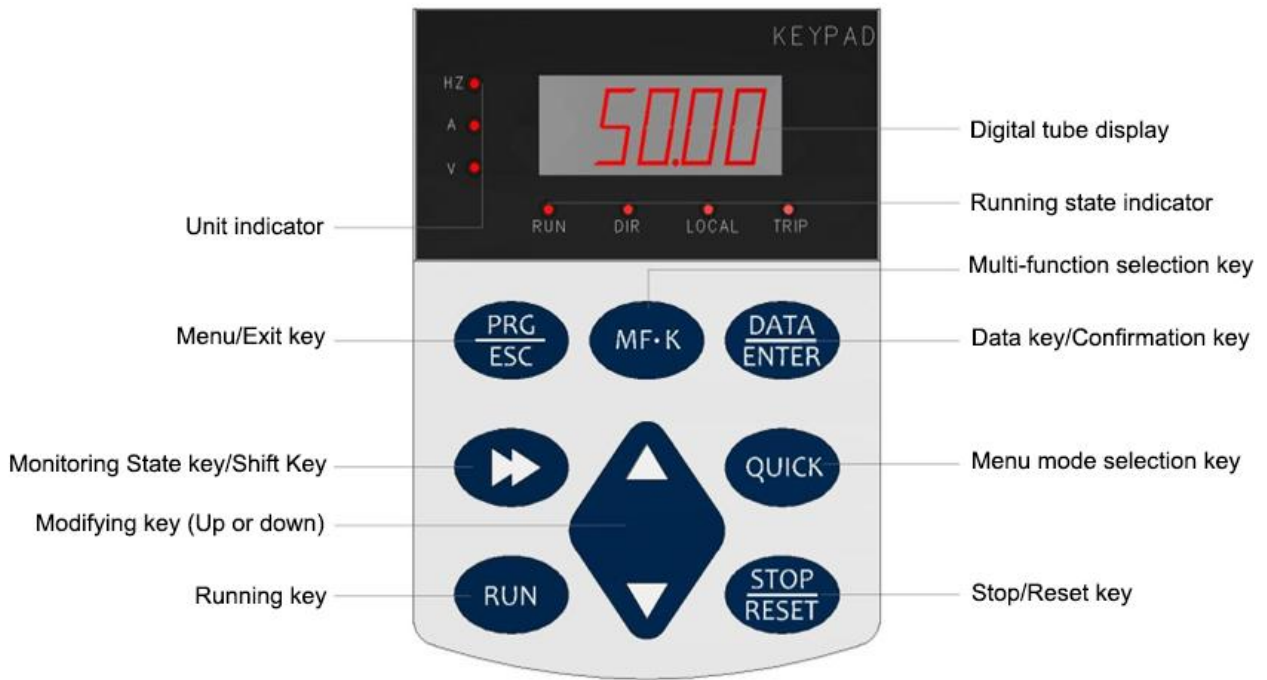 KEYPAD
HZ
A
V
50.00
RUN DIR LOCAL TRIP
Digital tube display
Running state indicator
Unit indicator
Multi-function selection key
Menu/Exit key
PRG
ESC
MF·K
DATA
ENTER
Data key/Confirmation key
Monitoring State key/Shift Key
QUICK
Menu mode selection key
Modifying key (Up or down)
Running key
RUN
STOP
RESET
Stop/Reset key